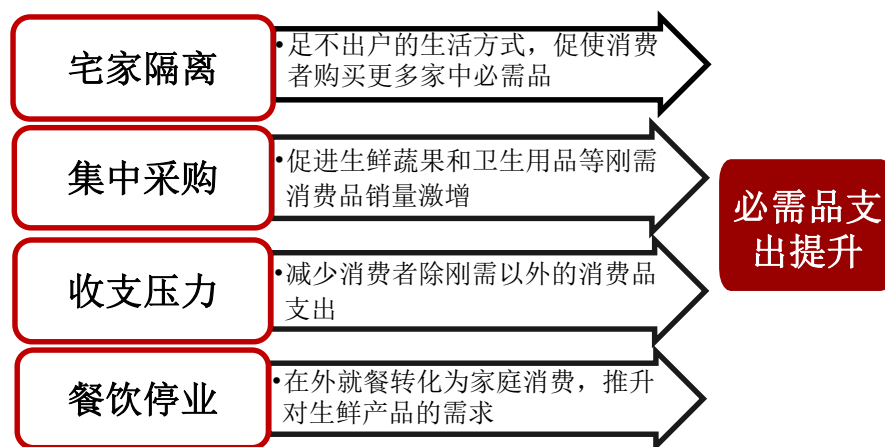 宅家隔离
•足不出户的生活方式，促使消费
者购买更多家中必需品
集中采购
•促进生鲜蔬果和卫生用品等刚需
消费品销量激增
收支压力
•减少消费者除刚需以外的消费品
支出
餐饮停业
•在外就餐转化为家庭消费，推升
对生鲜产品的需求
必需品支
出提升